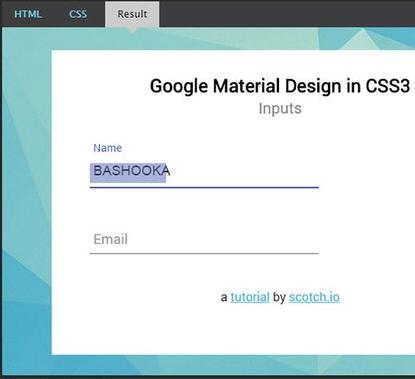 HTML CSS Result
Google Material Design in CSS3
Inputs
Name
BASHOOKA
Email
a tutorial by scotch.io